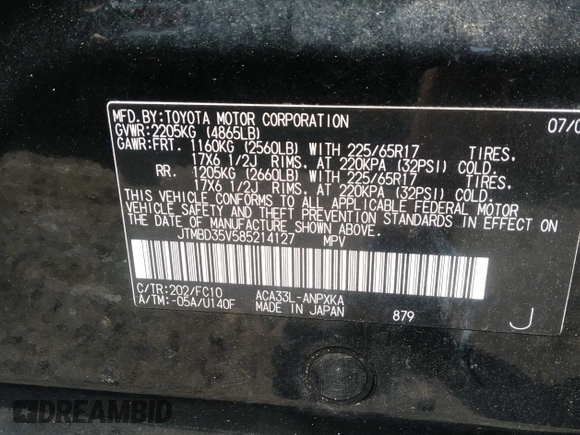 MFD.BY:TOYOTA MOTOR CORPORATION 07/0
GVWR:2205KG (4865LB)
GAWR:FRT. 1160KG (2560LB) WITH 225/65R17 TIRES.
17X6 1/2J RIMS. AT 220KPA (32PSI) COLD.
RR. 1205KG (2660LB) WITH 225/65R17 TIRES.
17X6 1/2J RIMS. AT 220KPA (32PSI) COLD.
THIS VEHICLE CONFORMS TO ALL APPLICABLE FEDERAL MOTOR
VEHICLE SAFETY AND THEFT PREVENTION STANDARDS IN EFFECT ON
THE DATE OF MANUFACTURE SHOWN ABOVE.
JTMBD35V585214127 MPV
C/TR:202/FC10 ACA33L-ANPXKA
A/TM:-05A/U140F MADE IN JAPAN 879 J
DREAMBID